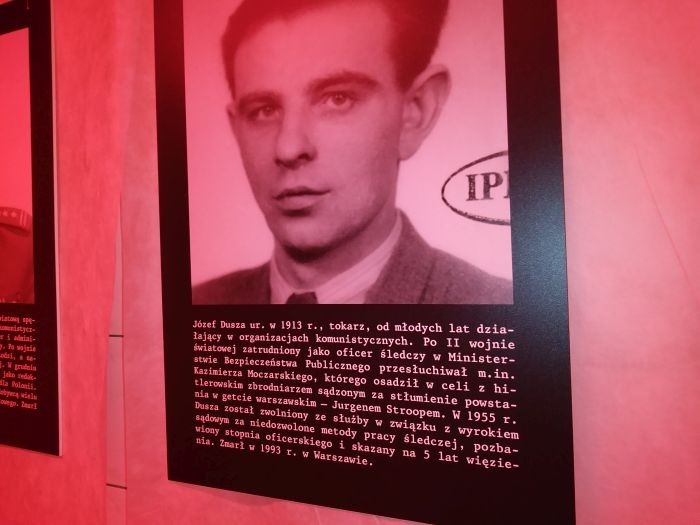 IP
Józef Dusza ur. w 1913 r., tokarz, od młodych lat dzia-
łający w organizacjach komunistycznych. Po II wojnie
światowej zatrudniony jako oficer śledczy w Minister-
stwie Bezpieczeństwa Publicznego przesłuchiwał m.in.
Kazimierza Moczarskiego, którego osadził w celi z hi-
tlerowskim zbrodniarzem sądzonym za stłumienie powsta-
nia w getcie warszawskim – Jurgenem Stroopem. W 1955 r.
Dusza został zwolniony ze służby w związku z wyrokiem
sądowym za niedozwolone metody pracy śledczej, pozba-
wiony stopnia oficerskiego i skazany na 5 lat więzie-
nia. Zmarł w 1993 r. w Warszawie.